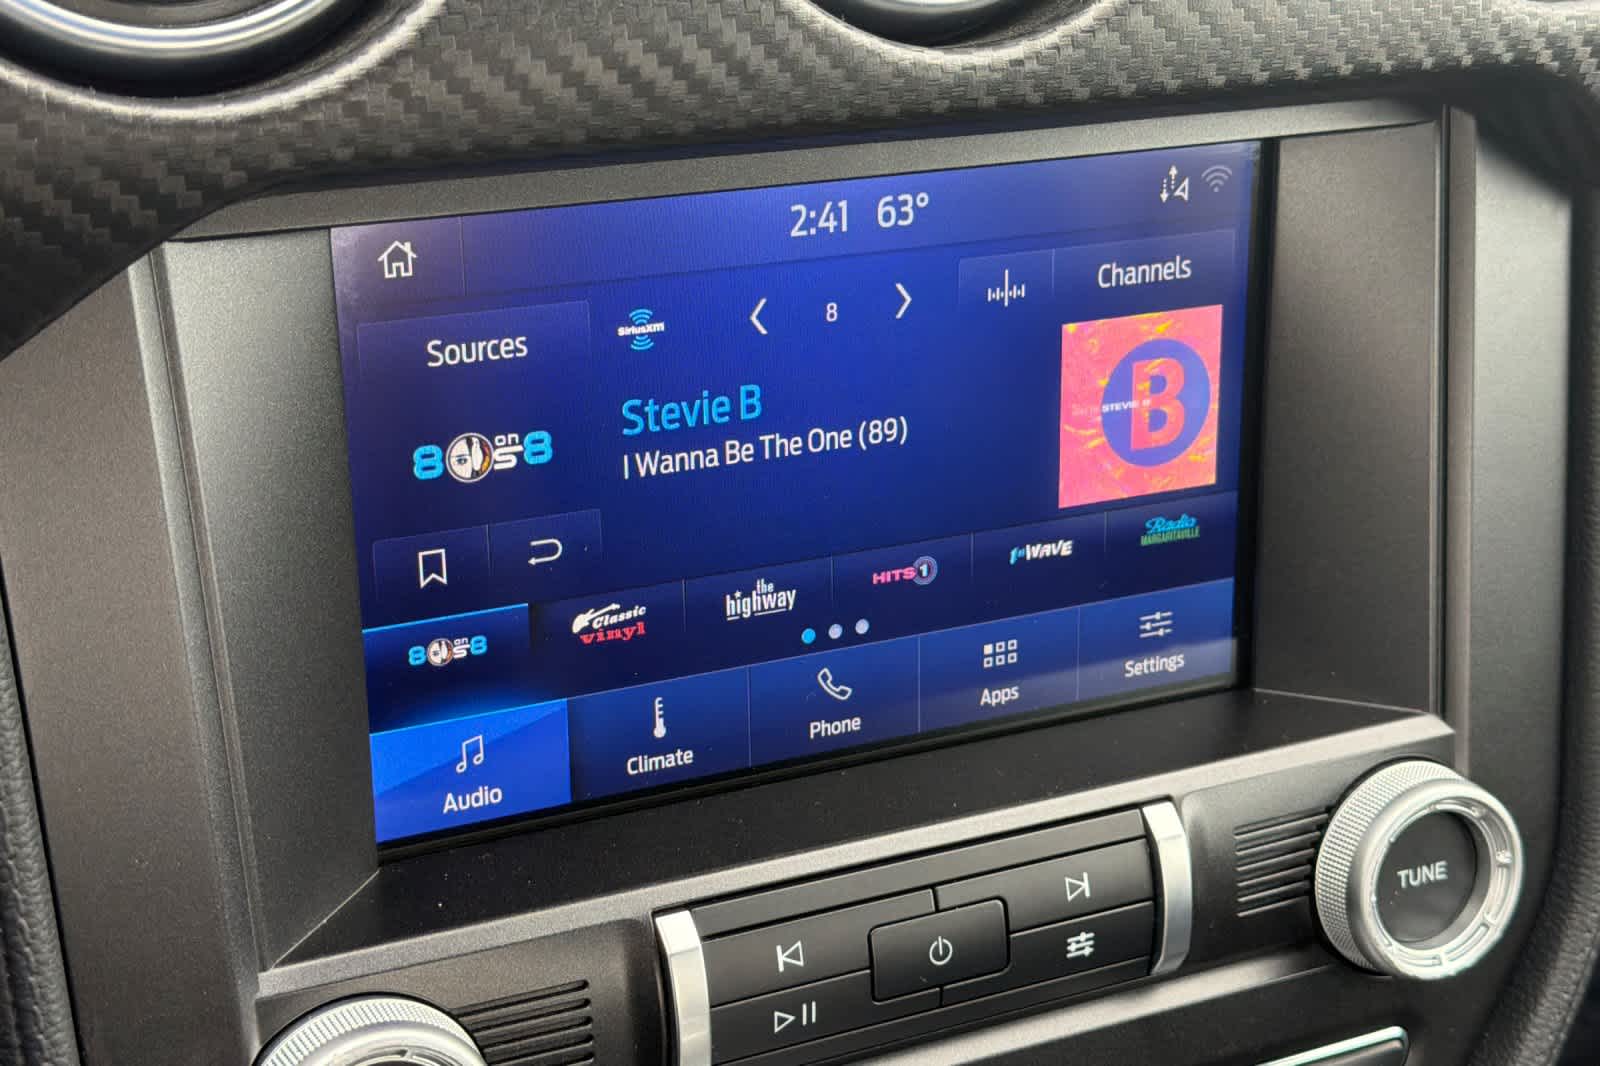 2:41 63°
Channels
Sources
SiriusXM
8
80s on 8
Stevie B
I Wanna Be The One (89)
STEVIE B
B
80s on 8
Classic
vinyl
the
highway
HITS 1
1st WAVE
Radio
MARGARITAVILLE
Audio
Climate
Phone
Apps
Settings
TUNE